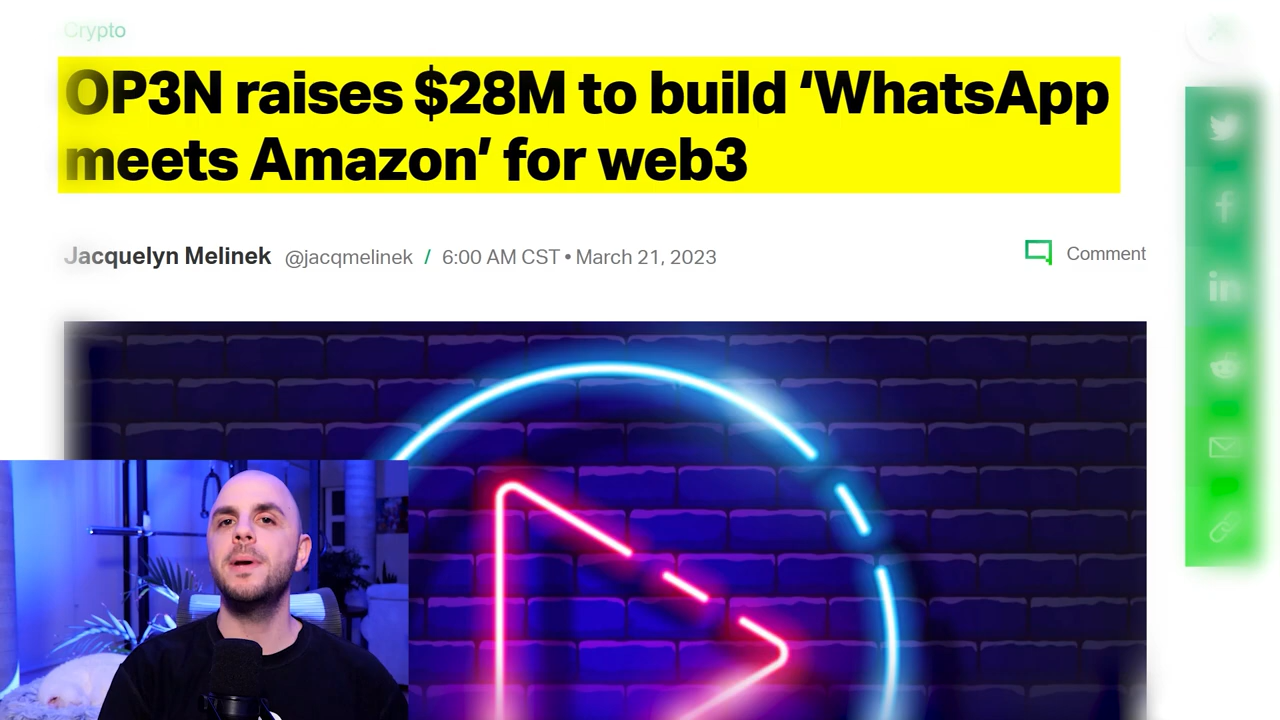 Crypto
OP3N raises $28M to build ‘WhatsApp
meets Amazon’ for web3
Jacquelyn Melinek @jacqmelinek / 6:00 AM CST • March 21, 2023
Comment